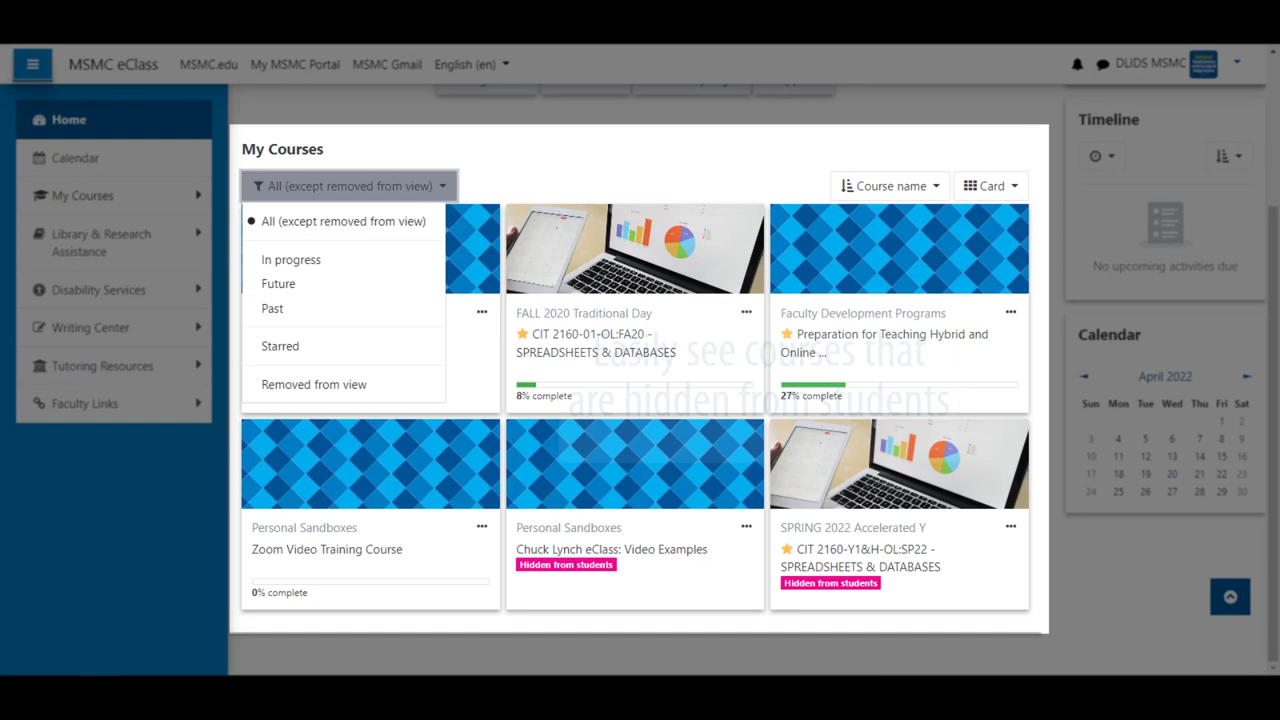 MSMC eClass
MSMC.edu
My MSMC Portal
MSMC Gmail
English (en)
DLIDS MSMC
Home
Calendar
My Courses
Library & Research
Assistance
Disability Services
Writing Center
Tutoring Resources
Faculty Links
My Courses
All (except removed from view)
Course name
Card
All (except removed from view)
In progress
Future
Past
Starred
Removed from view
FALL 2020 Traditional Day
CIT 2160-01-OL:FA20 -
SPREADSHEETS & DATABASES
8% complete
Faculty Development Programs
Preparation for Teaching Hybrid and
Online ...
27% complete
Easily see courses that
are hidden from students
Personal Sandboxes
Zoom Video Training Course
0% complete
Personal Sandboxes
Chuck Lynch eClass: Video Examples
Hidden from students
SPRING 2022 Accelerated Y
CIT 2160-Y1&H-OL:SP22 -
SPREADSHEETS & DATABASES
Hidden from students
Timeline
No upcoming activities due
Calendar
April 2022
Sun Mon Tue Wed Thu Fri Sat
1 2
3 4 5 6 7 8 9
10 11 12 13 14 15 16
17 18 19 20 21 22 23
24 25 26 27 28 29 30